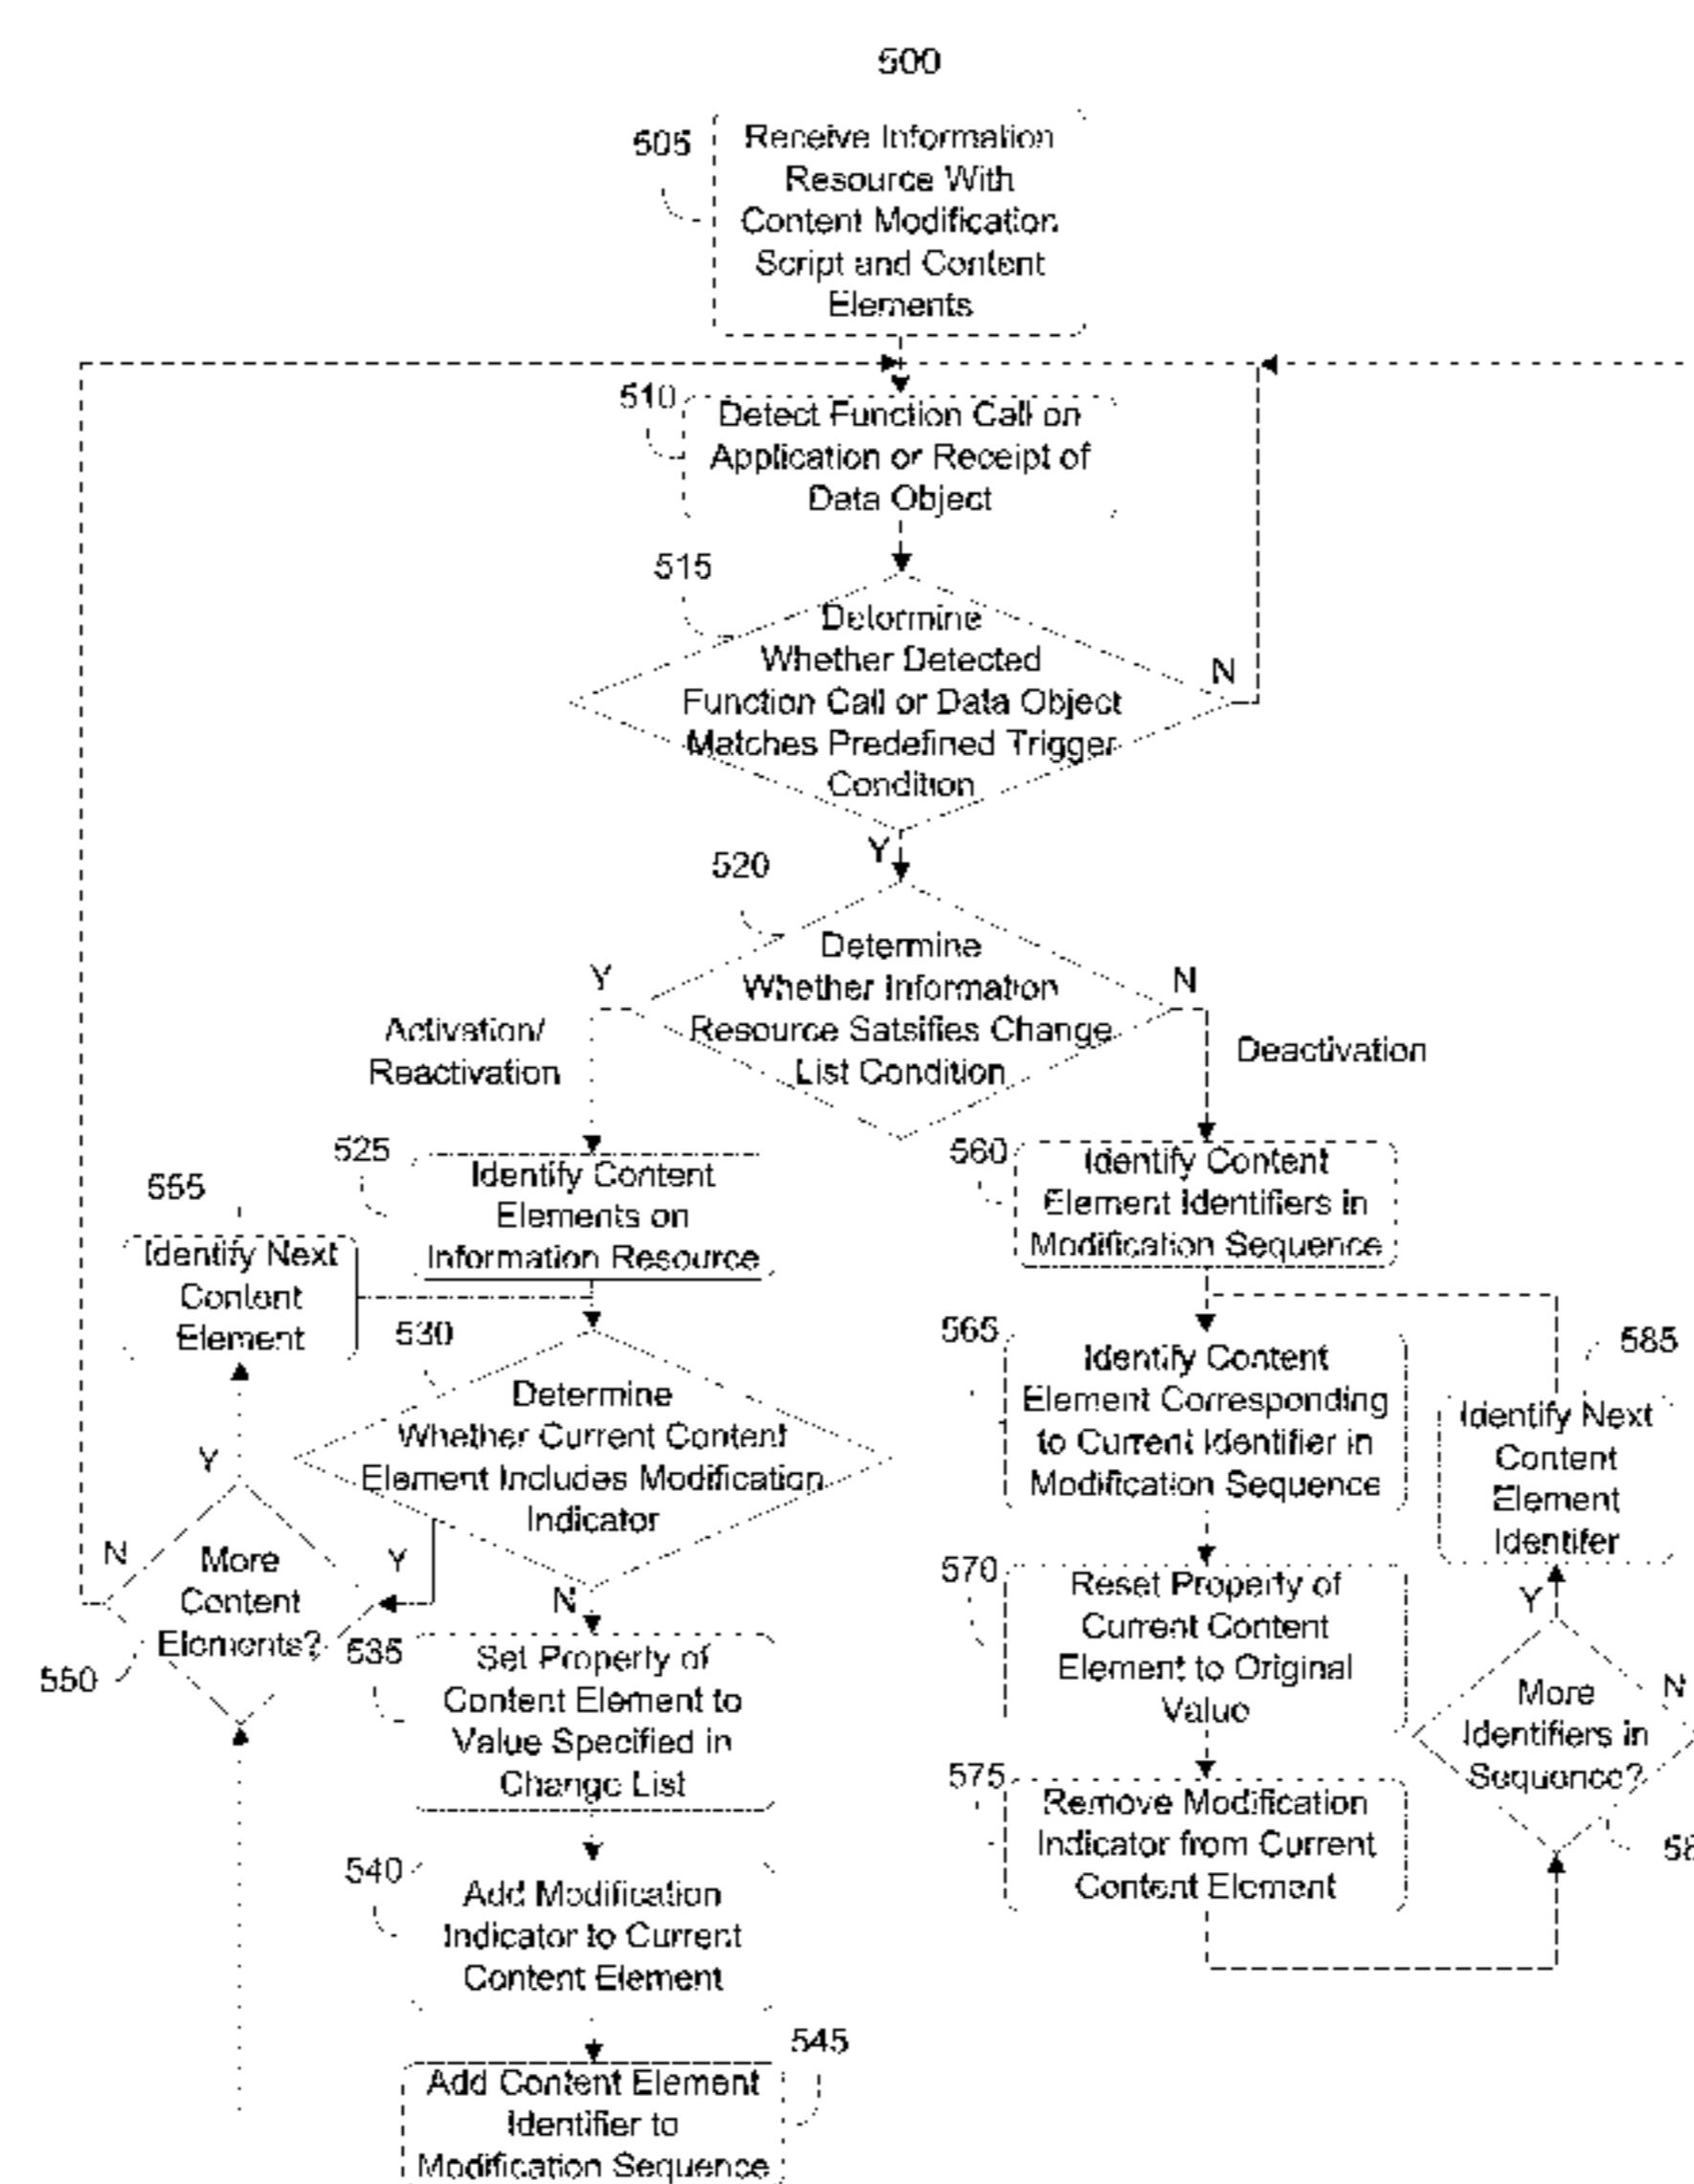 500
505
Receive Information
Resource With
Content Modification
Script and Content
Elements
510
Detect Function Call on
Application or Receipt of
Data Object
515
Determine
Whether Detected
Function Call or Data Object
Matches Predefined Trigger
Condition
N
Y
520
Determine
Whether Information
Resource Satsifies Change
List Condition
Y
N
Activation/
Reactivation
Deactivation
525
Identify Content
Elements on
Information Resource
555
Identify Next
Content
Element
530
Determine
Whether Current Content
Element Includes Modification
Indicator
Y
N
Y
N
More
Content
Elements?
550
535
Set Property of
Content Element to
Value Specified in
Change List
540
Add Modification
Indicator to Current
Content Element
545
Add Content Element
Identifier to
Modification Sequence
560
Identify Content
Element Identifiers in
Modification Sequence
565
Identify Content
Element Corresponding
to Current Identifier in
Modification Sequence
570
Reset Property of
Current Content
Element to Original
Value
575
Remove Modification
Indicator from Current
Content Element
585
Identify Next
Content
Element
Identifer
Y
N
More
Identifiers in
Sequence?